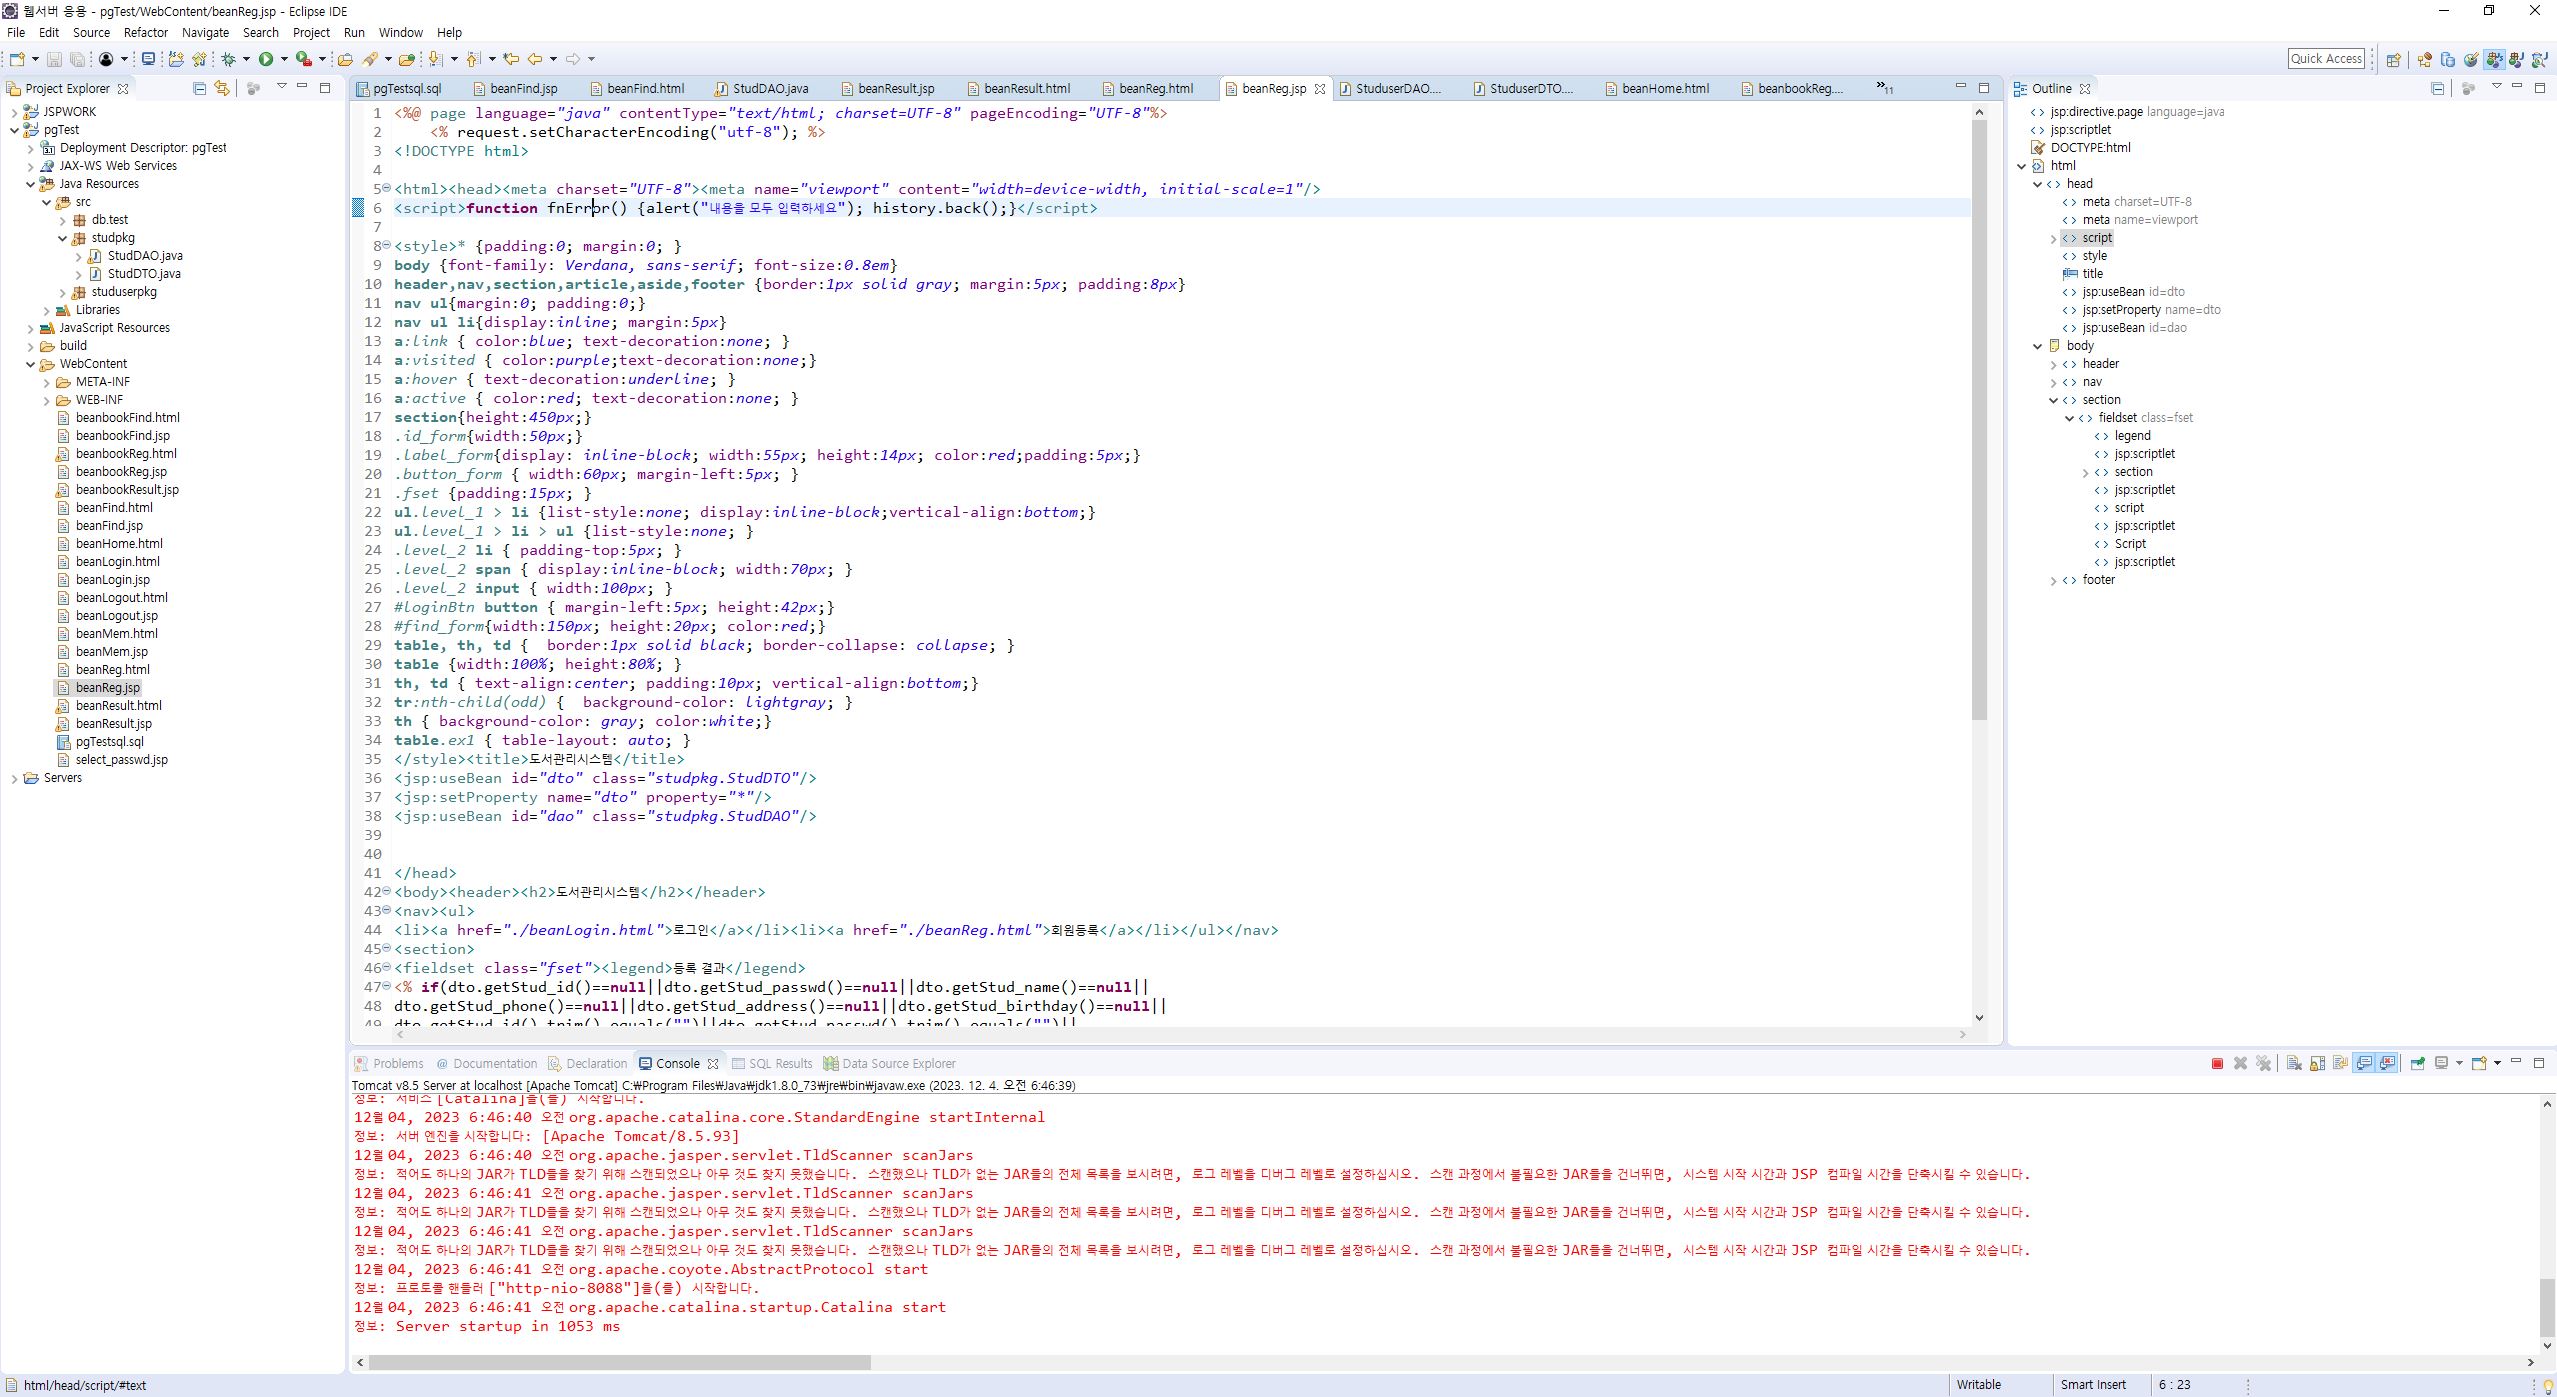 웹서버 응용 - pgTest/WebContent/beanReg.jsp - Eclipse IDE
File Edit Source Refactor Navigate Search Project Run Window Help
Quick Access
Project Explorer
JSPWORK
pgTest
Deployment Descriptor: pgTest
JAX-WS Web Services
Java Resources
src
db.test
studpkg
StudDAO.java
StudDTO.java
studuserpkg
Libraries
JavaScript Resources
build
WebContent
META-INF
WEB-INF
beanbookFind.html
beanbookFind.jsp
beanbookReg.html
beanbookReg.jsp
beanbookResult.jsp
beanFind.html
beanFind.jsp
beanHome.html
beanLogin.html
beanLogin.jsp
beanLogout.html
beanLogout.jsp
beanMem.html
beanMem.jsp
beanReg.html
beanReg.jsp
beanResult.html
beanResult.jsp
pgTestsql.sql
select_passwd.jsp
Servers
pgTestsql.sql beanFind.jsp beanFind.html StudDAO.java beanResult.jsp beanResult.html beanReg.html beanReg.jsp StuduserDAO.... StuduserDTO.... beanHome.html beanbookReg.... »11
1 <%@ page language="java" contentType="text/html; charset=UTF-8" pageEncoding="UTF-8"%>
2 <% request.setCharacterEncoding("utf-8"); %>
3 <!DOCTYPE html>
4
5 <html><head><meta charset="UTF-8"><meta name="viewport" content="width=device-width, initial-scale=1"/>
6 <script>function fnError() {alert("내용을 모두 입력하세요"); history.back();}</script>
7
8 <style>* {padding:0; margin:0; }
9 body {font-family: Verdana, sans-serif; font-size:0.8em}
10 header,nav,section,article,aside,footer {border:1px solid gray; margin:5px; padding:8px}
11 nav ul{margin:0; padding:0;}
12 nav ul li{display:inline; margin:5px}
13 a:link { color:blue; text-decoration:none; }
14 a:visited { color:purple;text-decoration:none;}
15 a:hover { text-decoration:underline; }
16 a:active { color:red; text-decoration:none; }
17 section{height:450px;}
18 .id_form{width:50px;}
19 .label_form{display: inline-block; width:55px; height:14px; color:red;padding:5px;}
20 .button_form { width:60px; margin-left:5px; }
21 .fset {padding:15px; }
22 ul.level_1 > li {list-style:none; display:inline-block;vertical-align:bottom;}
23 ul.level_1 > li > ul {list-style:none; }
24 .level_2 li { padding-top:5px; }
25 .level_2 span { display:inline-block; width:70px; }
26 .level_2 input { width:100px; }
27 #loginBtn button { margin-left:5px; height:42px;}
28 #find_form{width:150px; height:20px; color:red;}
29 table, th, td {  border:1px solid black; border-collapse: collapse; }
30 table {width:100%; height:80%; }
31 th, td { text-align:center; padding:10px; vertical-align:bottom;}
32 tr:nth-child(odd) {  background-color: lightgray; }
33 th { background-color: gray; color:white;}
34 table.ex1 { table-layout: auto; }
35 </style><title>도서관리시스템</title>
36 <jsp:useBean id="dto" class="studpkg.StudDTO"/>
37 <jsp:setProperty name="dto" property="*"/>
38 <jsp:useBean id="dao" class="studpkg.StudDAO"/>
39
40
41 </head>
42 <body><header><h2>도서관리시스템</h2></header>
43 <nav><ul>
44 <li><a href="./beanLogin.html">로그인</a></li><li><a href="./beanReg.html">회원등록</a></li></ul></nav>
45 <section>
46 <fieldset class="fset"><legend>등록 결과</legend>
47 <% if(dto.getStud_id()==null||dto.getStud_passwd()==null||dto.getStud_name()==null||
48 dto.getStud_phone()==null||dto.getStud_address()==null||dto.getStud_birthday()==null||
49 dto.getStud_id().trim().equals("")||dto.getStud_passwd().trim().equals("")||
Outline
jsp:directive.page language=java
jsp:scriptlet
DOCTYPE:html
html
head
meta charset=UTF-8
meta name=viewport
script
style
title
jsp:useBean id=dto
jsp:setProperty name=dto
jsp:useBean id=dao
body
header
nav
section
fieldset class=fset
legend
jsp:scriptlet
section
jsp:scriptlet
script
jsp:scriptlet
Script
jsp:scriptlet
footer
Problems Documentation Declaration Console SQL Results Data Source Explorer
Tomcat v8.5 Server at localhost [Apache Tomcat] C:₩Program Files₩Java₩jdk1.8.0_73₩jre₩bin₩javaw.exe (2023. 12. 4. 오전 6:46:39)
정보: 서비스 [Catalina]을(를) 시작합니다.
12월 04, 2023 6:46:40 오전 org.apache.catalina.core.StandardEngine startInternal
정보: 서버 엔진을 시작합니다: [Apache Tomcat/8.5.93]
12월 04, 2023 6:46:40 오전 org.apache.jasper.servlet.TldScanner scanJars
정보: 적어도 하나의 JAR가 TLD들을 찾기 위해 스캔되었으나 아무 것도 찾지 못했습니다. 스캔했으나 TLD가 없는 JAR들의 전체 목록을 보시려면, 로그 레벨을 디버그 레벨로 설정하십시오. 스캔 과정에서 불필요한 JAR들을 건너뛰면, 시스템 시작 시간과 JSP 컴파일 시간을 단축시킬 수 있습니다.
12월 04, 2023 6:46:41 오전 org.apache.jasper.servlet.TldScanner scanJars
정보: 적어도 하나의 JAR가 TLD들을 찾기 위해 스캔되었으나 아무 것도 찾지 못했습니다. 스캔했으나 TLD가 없는 JAR들의 전체 목록을 보시려면, 로그 레벨을 디버그 레벨로 설정하십시오. 스캔 과정에서 불필요한 JAR들을 건너뛰면, 시스템 시작 시간과 JSP 컴파일 시간을 단축시킬 수 있습니다.
12월 04, 2023 6:46:41 오전 org.apache.jasper.servlet.TldScanner scanJars
정보: 적어도 하나의 JAR가 TLD들을 찾기 위해 스캔되었으나 아무 것도 찾지 못했습니다. 스캔했으나 TLD가 없는 JAR들의 전체 목록을 보시려면, 로그 레벨을 디버그 레벨로 설정하십시오. 스캔 과정에서 불필요한 JAR들을 건너뛰면, 시스템 시작 시간과 JSP 컴파일 시간을 단축시킬 수 있습니다.
12월 04, 2023 6:46:41 오전 org.apache.coyote.AbstractProtocol start
정보: 프로토콜 핸들러 ["http-nio-8088"]을(를) 시작합니다.
12월 04, 2023 6:46:41 오전 org.apache.catalina.startup.Catalina start
정보: Server startup in 1053 ms
html/head/script/#text Writable Smart Insert 6 : 23